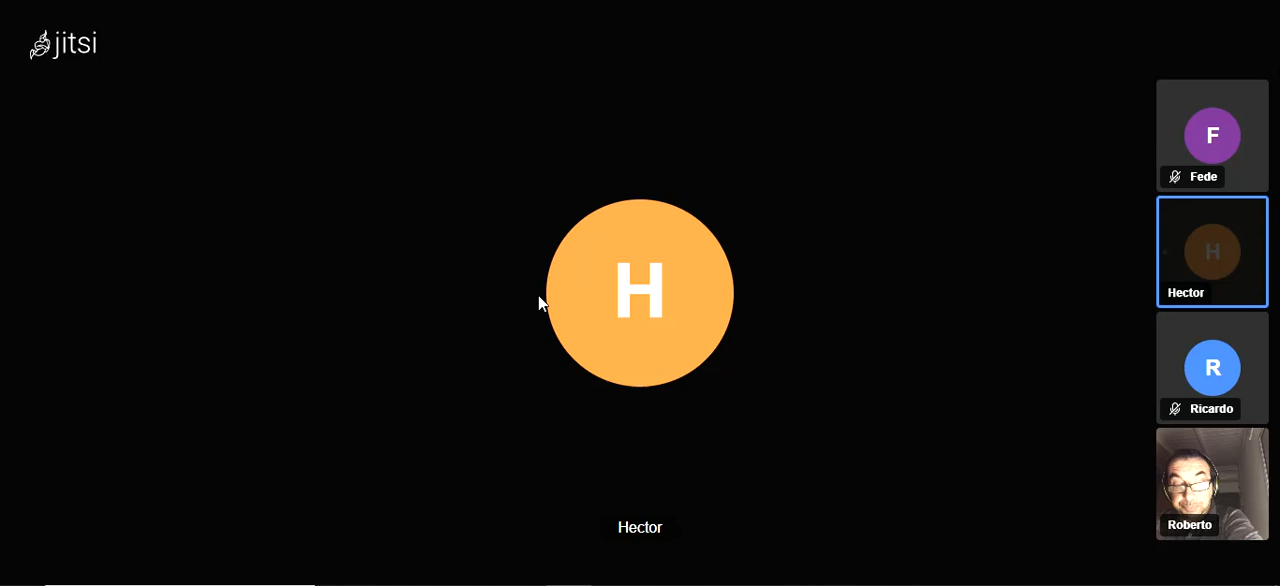 jitsi
F
Fede
H
Hector
H
Hector
R
Ricardo
Roberto